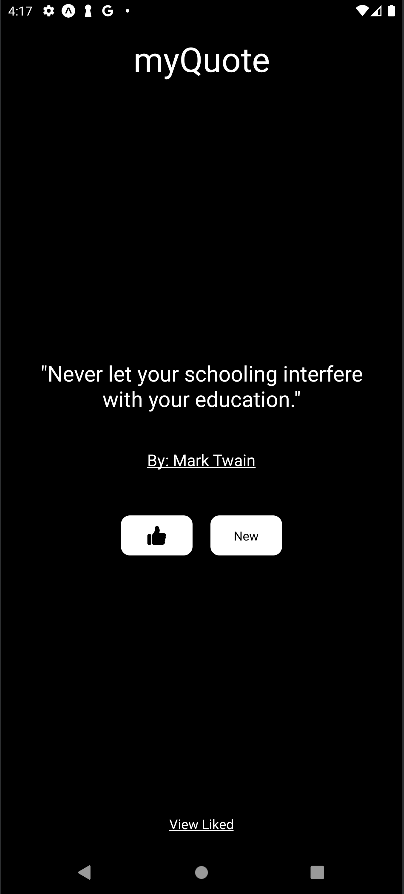 4:17
myQuote
"Never let your schooling interfere
with your education."
By: Mark Twain
New
View Liked